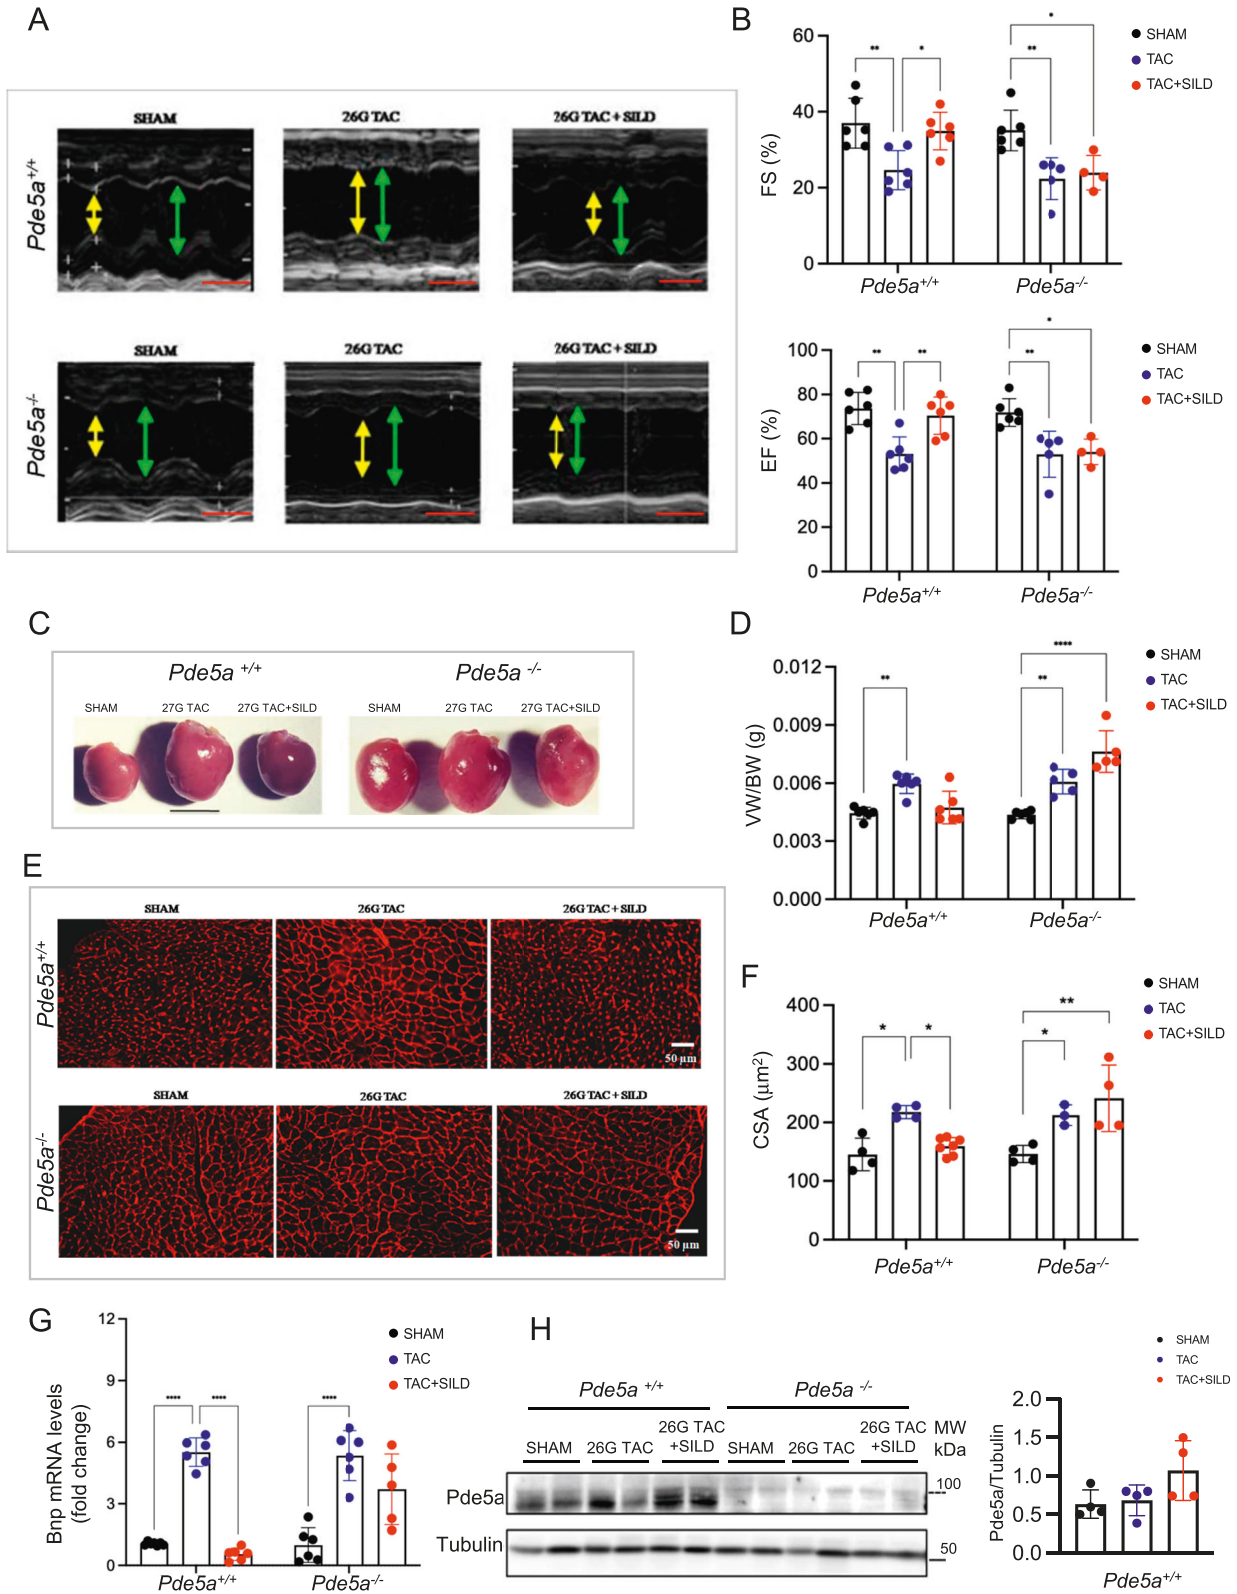 A
SHAM
26G TAC
26G TAC + SILD
Pde5a+/+
SHAM
26G TAC
26G TAC + SILD
Pde5a-/-
B
FS (%)
60
40
20
0
** * ** *
Pde5a+/+
Pde5a-/-
SHAM
TAC
TAC+SILD
EF (%)
100
80
60
40
20
0
** ** ** *
Pde5a+/+
Pde5a-/-
SHAM
TAC
TAC+SILD
C
Pde5a +/+
Pde5a -/-
SHAM
27G TAC
27G TAC+SILD
SHAM
27G TAC
27G TAC+SILD
D
VW/BW (g)
0.012
0.009
0.006
0.003
0.000
** ** ****
Pde5a+/+
Pde5a-/-
SHAM
TAC
TAC+SILD
E
SHAM
26G TAC
26G TAC + SILD
Pde5a+/+
50 μm
SHAM
26G TAC
26G TAC + SILD
Pde5a-/-
50 μm
F
CSA (μm2)
400
300
200
100
0
* * * **
Pde5a+/+
Pde5a-/-
SHAM
TAC
TAC+SILD
G
Bnp mRNA levels
(fold change)
12
9
6
3
0
**** **** ****
Pde5a+/+
Pde5a-/-
SHAM
TAC
TAC+SILD
H
Pde5a +/+
Pde5a -/-
SHAM
26G TAC
26G TAC
+SILD
SHAM
26G TAC
26G TAC
+SILD
MW
kDa
Pde5a
100
Tubulin
50
SHAM
TAC
TAC+SILD
Pde5a/Tubulin
2.0
1.5
1.0
0.5
0.0
Pde5a+/+